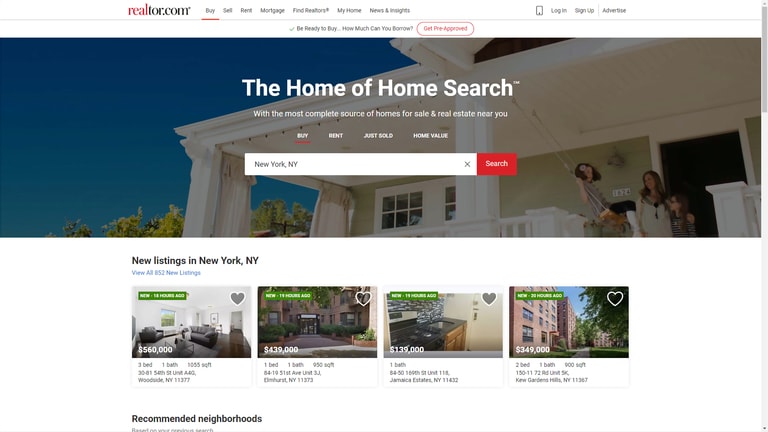 realtor.com®
Buy Sell Rent Mortgage Find Realtors® My Home News & Insights Log In Sign Up Advertise
Be Ready to Buy... How Much Can You Borrow? Get Pre-Approved
The Home of Home Search℠
With the most complete source of homes for sale & real estate near you
BUY RENT JUST SOLD HOME VALUE
New York, NY Search
New listings in New York, NY
View All 852 New Listings
NEW - 18 HOURS AGO
$560,000
3 bed 1 bath 1055 sqft
30-81 54th St Unit A4G,
Woodside, NY 11377
NEW - 19 HOURS AGO
$439,000
1 bed 1 bath 950 sqft
84-19 51st Ave Unit 3J,
Elmhurst, NY 11373
NEW - 19 HOURS AGO
$139,000
1 bath
84-50 169th St Unit 118,
Jamaica Estates, NY 11432
NEW - 20 HOURS AGO
$349,000
2 bed 1 bath 900 sqft
150-11 72 Rd Unit 5K,
Kew Gardens Hills, NY 11367
Recommended neighborhoods
Based on your previous search